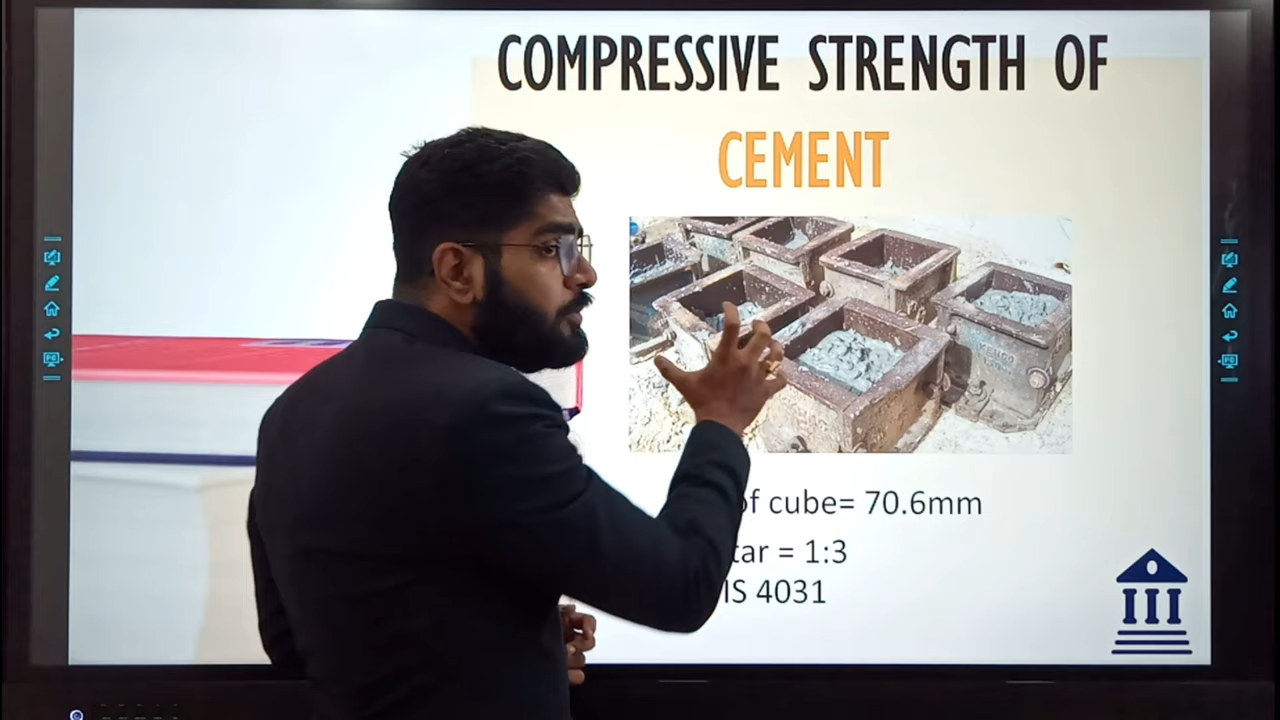 COMPRESSIVE STRENGTH OF
CEMENT
of cube= 70.6mm
tar = 1:3
IS 4031